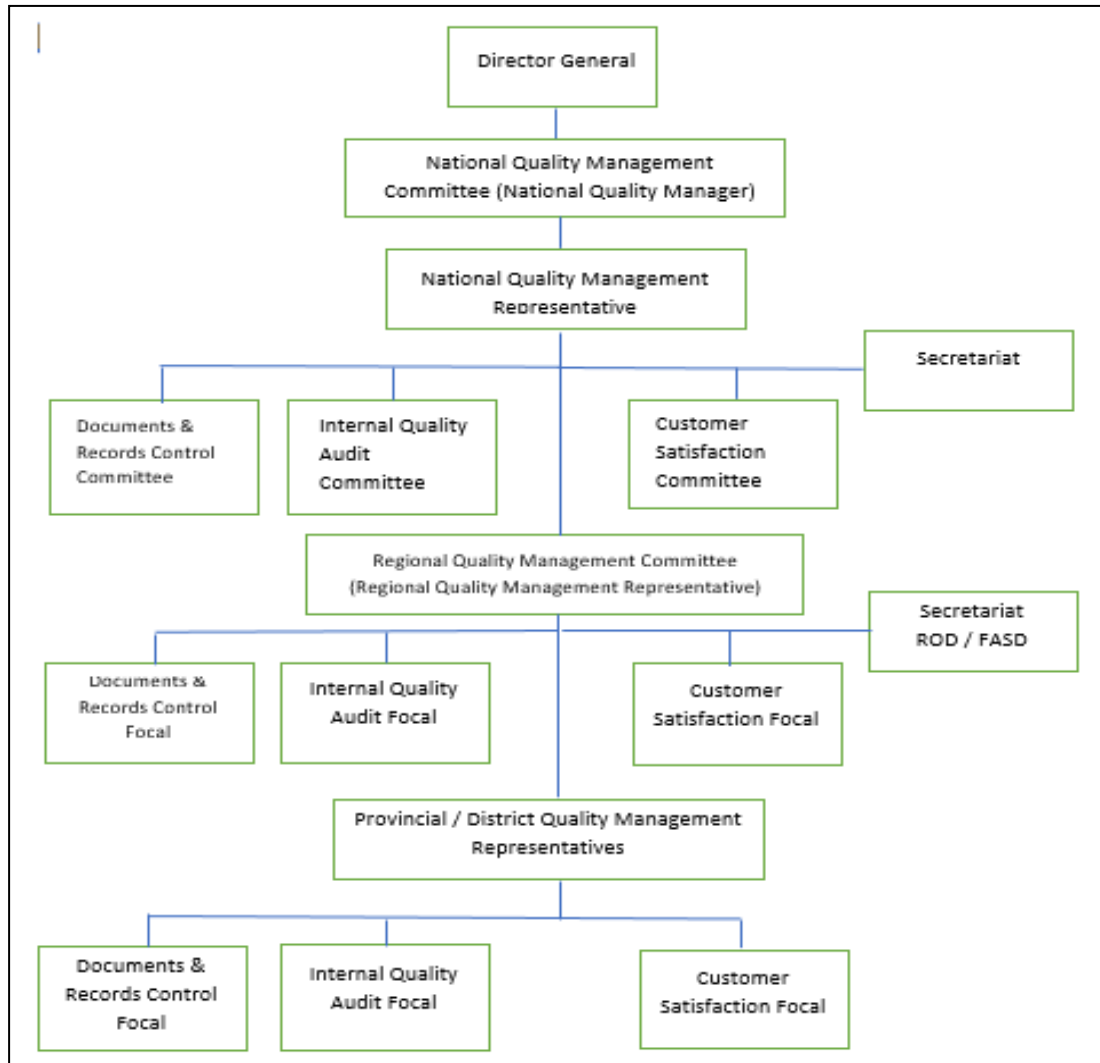 Director General
National Quality Management
Committee (National Quality Manager)
National Quality Management
Representative
Secretariat
Documents &
Records Control
Committee
Internal Quality
Audit
Committee
Customer
Satisfaction
Committee
Regional Quality Management Committee
(Regional Quality Management Representative)
Secretariat
ROD / FASD
Documents &
Records Control
Focal
Internal Quality
Audit Focal
Customer
Satisfaction Focal
Provincial / District Quality Management
Representatives
Documents &
Records Control
Focal
Internal Quality
Audit Focal
Customer
Satisfaction Focal